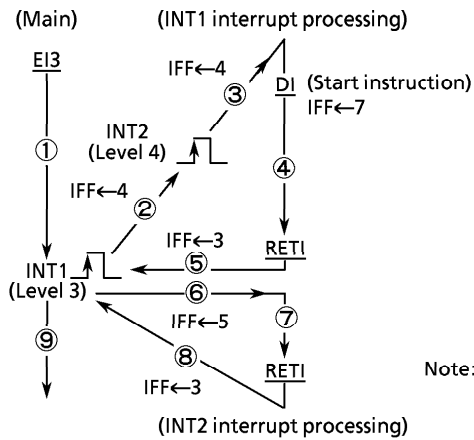 (Main)
(INT1 interrupt processing)
EI3
IFF←4
③
DI (Start instruction)
IFF←7
INT2
(Level 4)
①
④
IFF←4
②
IFF←3
RETI
⑤
INT1
(Level 3)
⑥
IFF←5
⑦
⑨
⑧
RETI
Note:
IFF←3
(INT2 interrupt processing)